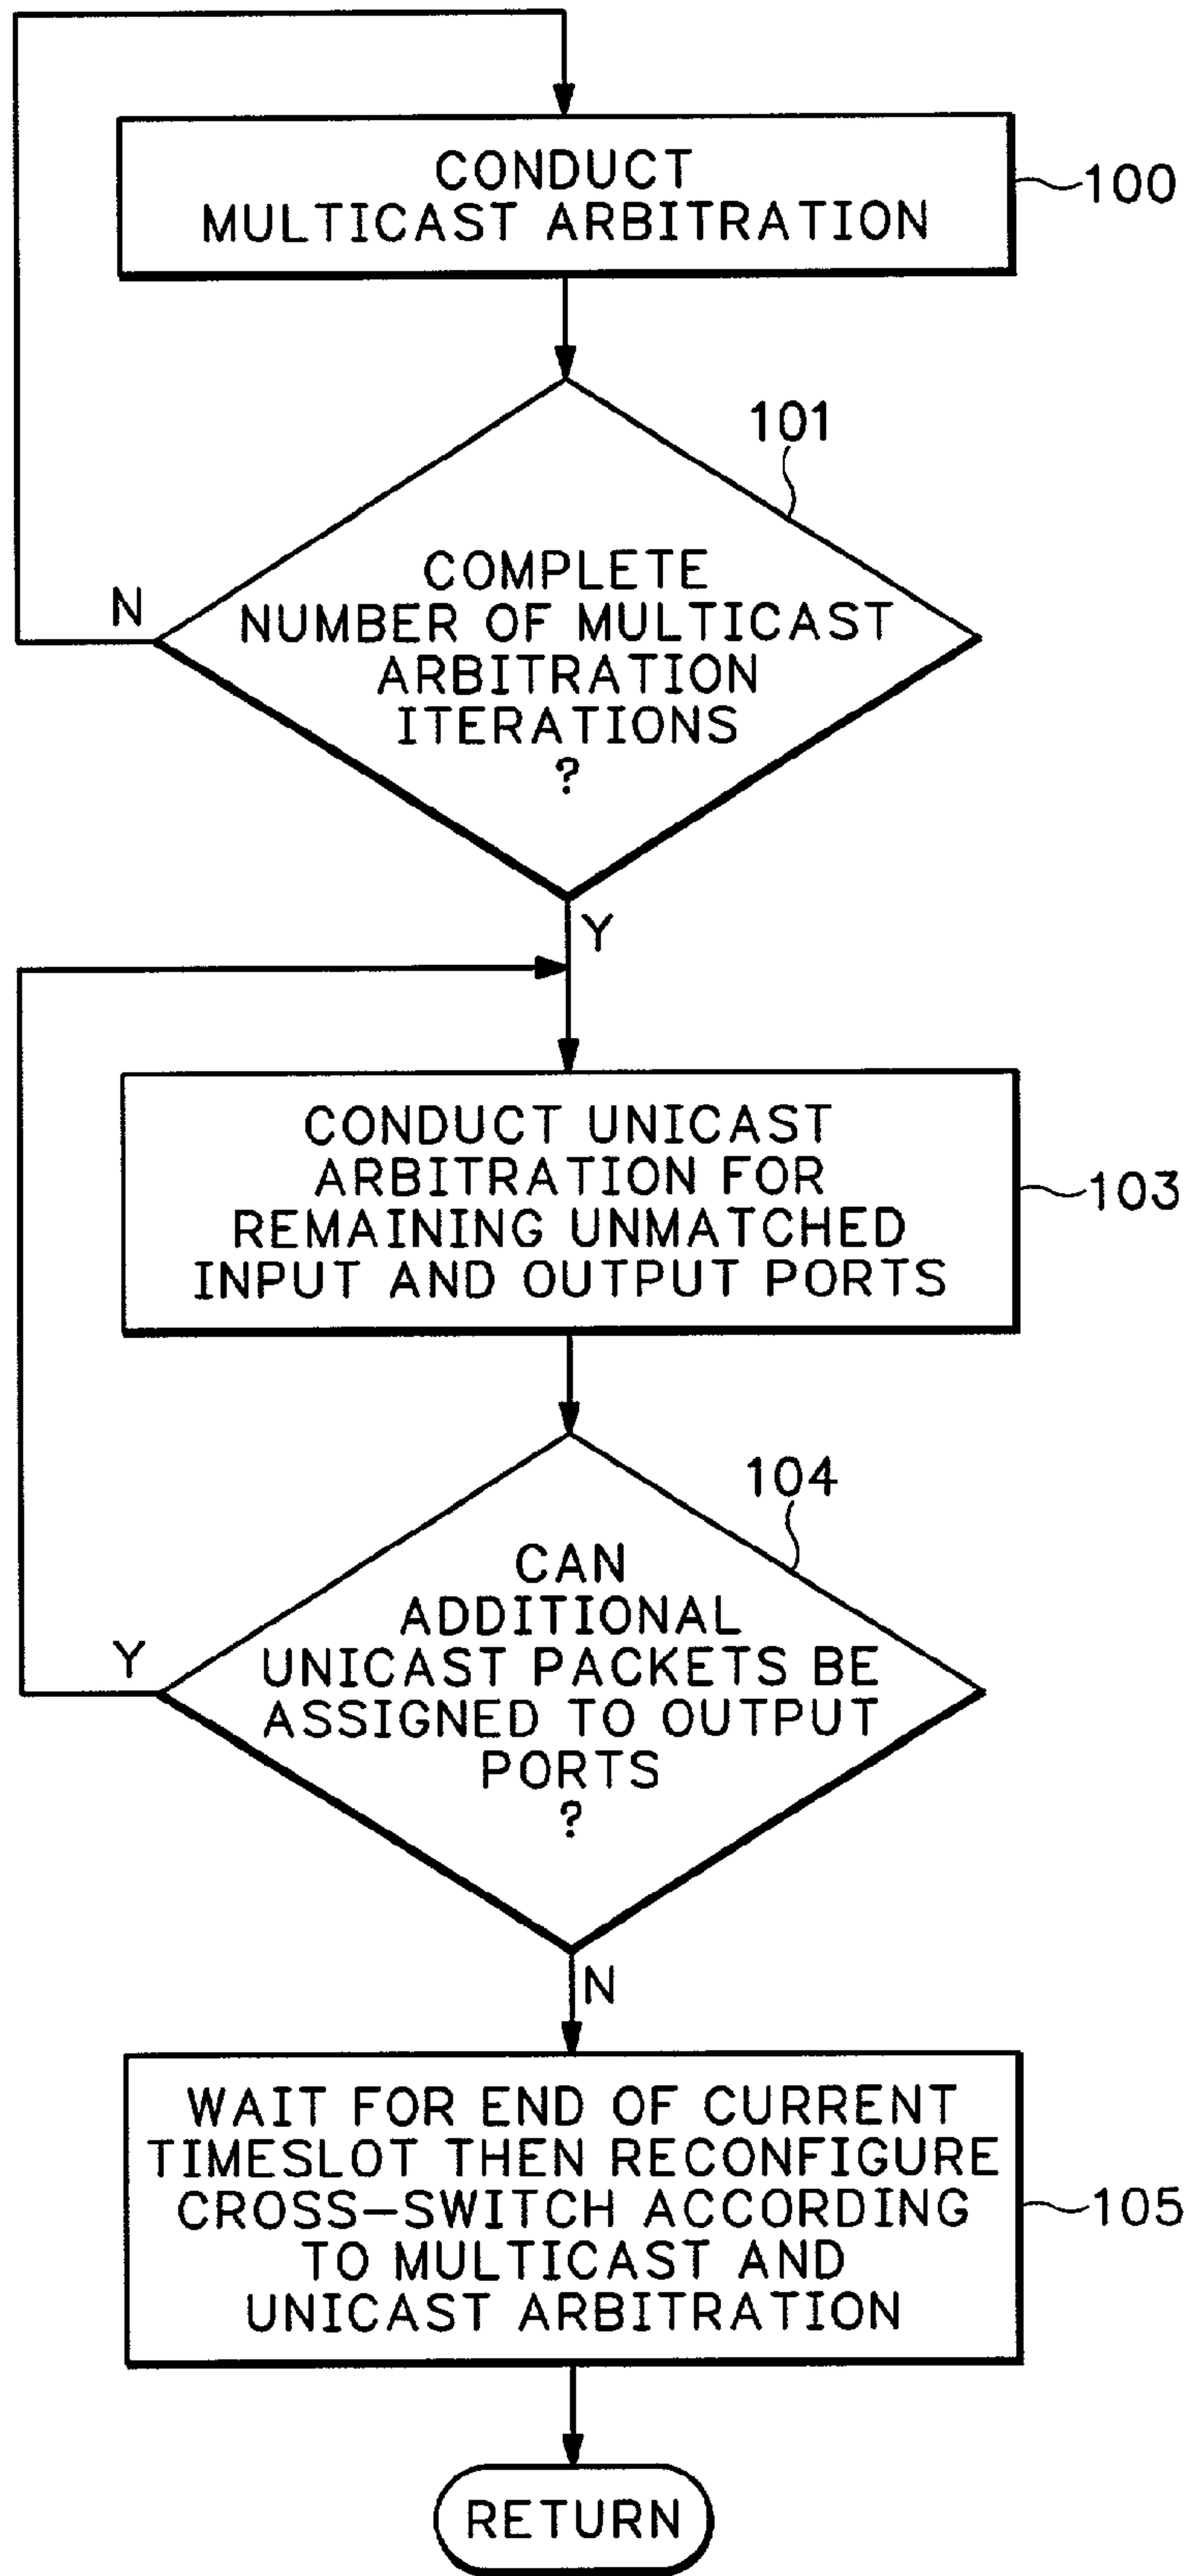 CONDUCT
MULTICAST ARBITRATION
100
101
COMPLETE
NUMBER OF MULTICAST
ARBITRATION
ITERATIONS
?
N
Y
CONDUCT UNICAST
ARBITRATION FOR
REMAINING UNMATCHED
INPUT AND OUTPUT PORTS
103
104
CAN
ADDITIONAL
UNICAST PACKETS BE
ASSIGNED TO OUTPUT
PORTS
?
Y
N
WAIT FOR END OF CURRENT
TIMESLOT THEN RECONFIGURE
CROSS-SWITCH ACCORDING
TO MULTICAST AND
UNICAST ARBITRATION
105
RETURN